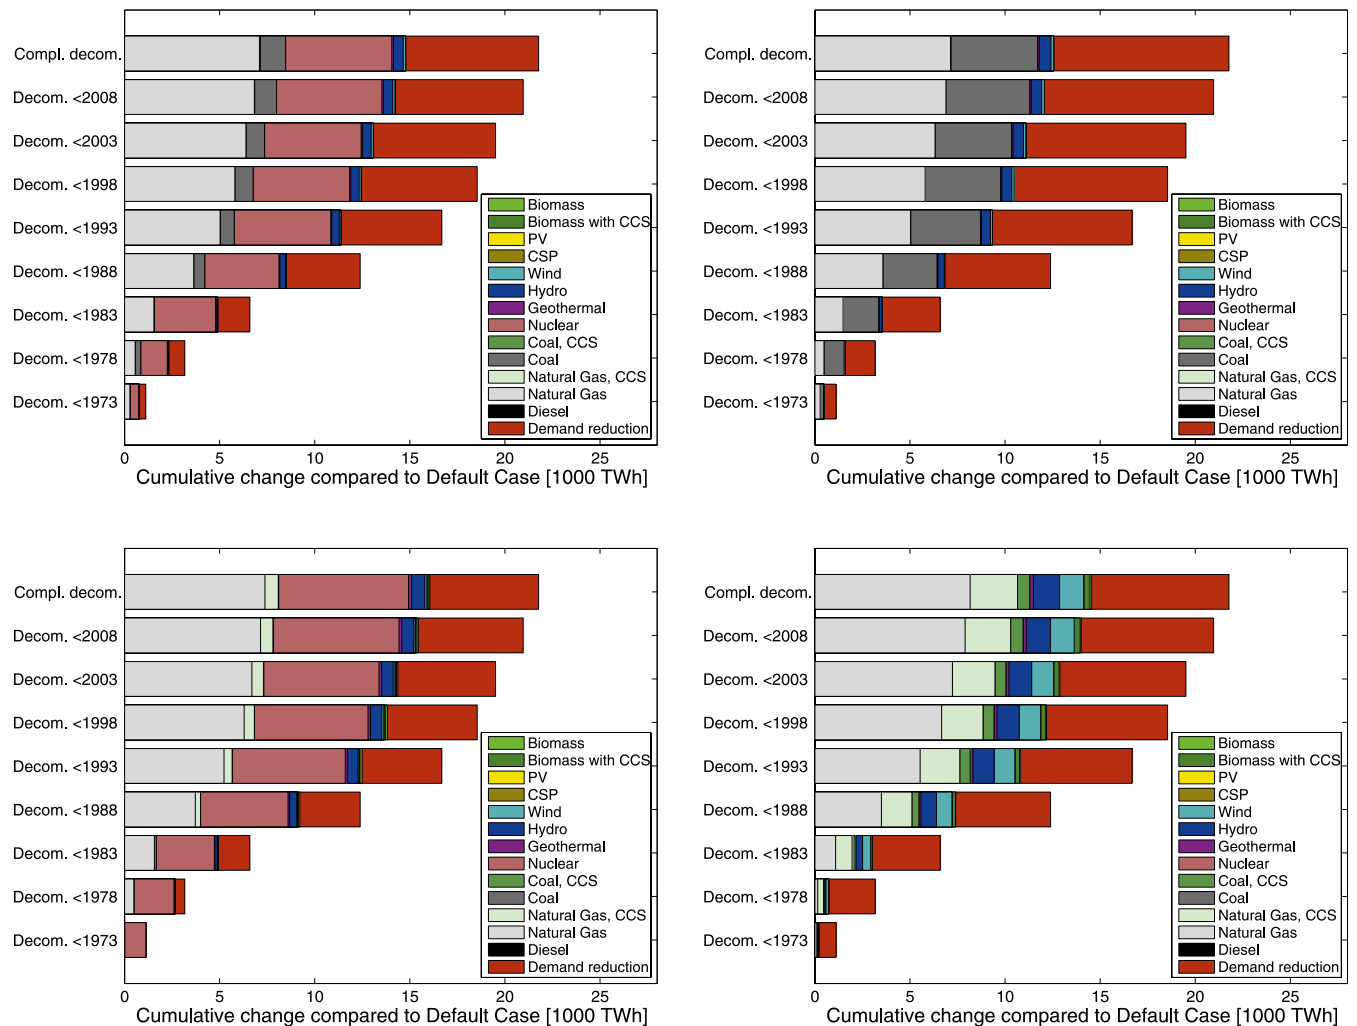 Compl. decom.
Decom. <2008
Decom. <2003
Decom. <1998
Decom. <1993
Decom. <1988
Decom. <1983
Decom. <1978
Decom. <1973
Biomass
Biomass with CCS
PV
CSP
Wind
Hydro
Geothermal
Nuclear
Coal, CCS
Coal
Natural Gas, CCS
Natural Gas
Diesel
Demand reduction
0 5 10 15 20 25
Cumulative change compared to Default Case [1000 TWh]
Compl. decom.
Decom. <2008
Decom. <2003
Decom. <1998
Decom. <1993
Decom. <1988
Decom. <1983
Decom. <1978
Decom. <1973
Biomass
Biomass with CCS
PV
CSP
Wind
Hydro
Geothermal
Nuclear
Coal, CCS
Coal
Natural Gas, CCS
Natural Gas
Diesel
Demand reduction
0 5 10 15 20 25
Cumulative change compared to Default Case [1000 TWh]
Compl. decom.
Decom. <2008
Decom. <2003
Decom. <1998
Decom. <1993
Decom. <1988
Decom. <1983
Decom. <1978
Decom. <1973
Biomass
Biomass with CCS
PV
CSP
Wind
Hydro
Geothermal
Nuclear
Coal, CCS
Coal
Natural Gas, CCS
Natural Gas
Diesel
Demand reduction
0 5 10 15 20 25
Cumulative change compared to Default Case [1000 TWh]
Compl. decom.
Decom. <2008
Decom. <2003
Decom. <1998
Decom. <1993
Decom. <1988
Decom. <1983
Decom. <1978
Decom. <1973
Biomass
Biomass with CCS
PV
CSP
Wind
Hydro
Geothermal
Nuclear
Coal, CCS
Coal
Natural Gas, CCS
Natural Gas
Diesel
Demand reduction
0 5 10 15 20 25
Cumulative change compared to Default Case [1000 TWh]